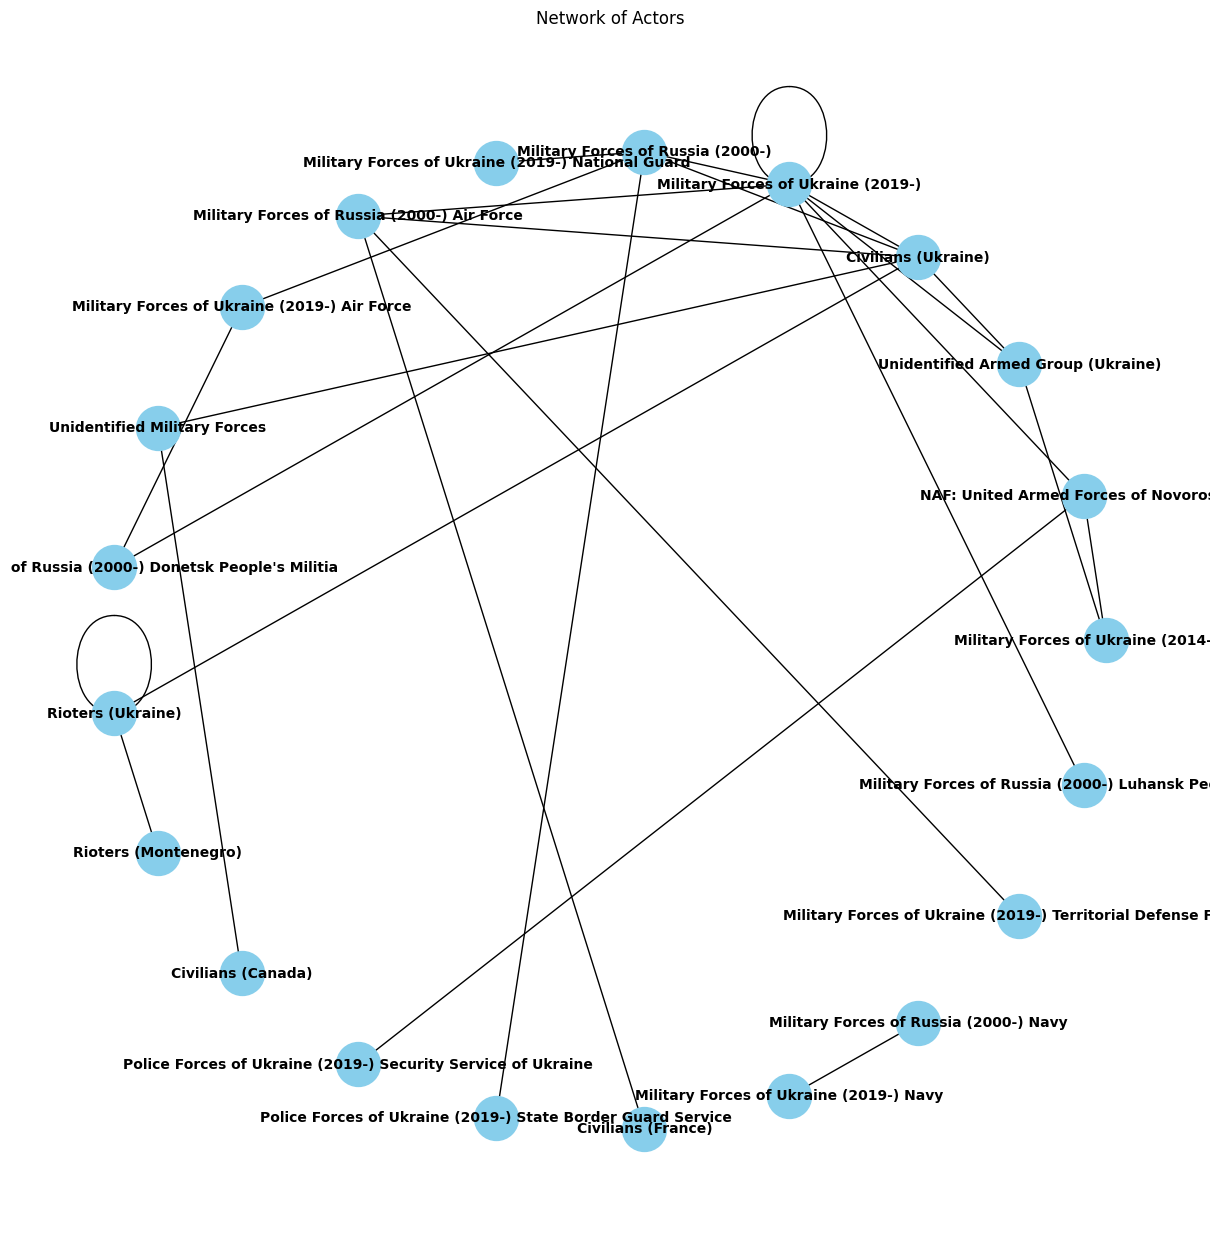 Network of Actors
Military Forces of Russia (2000-)
Military Forces of Ukraine (2019-) National Guard
Military Forces of Ukraine (2019-)
Military Forces of Russia (2000-) Air Force
Civilians (Ukraine)
Military Forces of Ukraine (2019-) Air Force
Unidentified Armed Group (Ukraine)
Unidentified Military Forces
NAF: United Armed Forces of Novoros
of Russia (2000-) Donetsk People's Militia
Military Forces of Ukraine (2014-
Rioters (Ukraine)
Military Forces of Russia (2000-) Luhansk Peo
Rioters (Montenegro)
Military Forces of Ukraine (2019-) Territorial Defense F
Civilians (Canada)
Military Forces of Russia (2000-) Navy
Police Forces of Ukraine (2019-) Security Service of Ukraine
Military Forces of Ukraine (2019-) Navy
Police Forces of Ukraine (2019-) State Border Guard Service
Civilians (France)